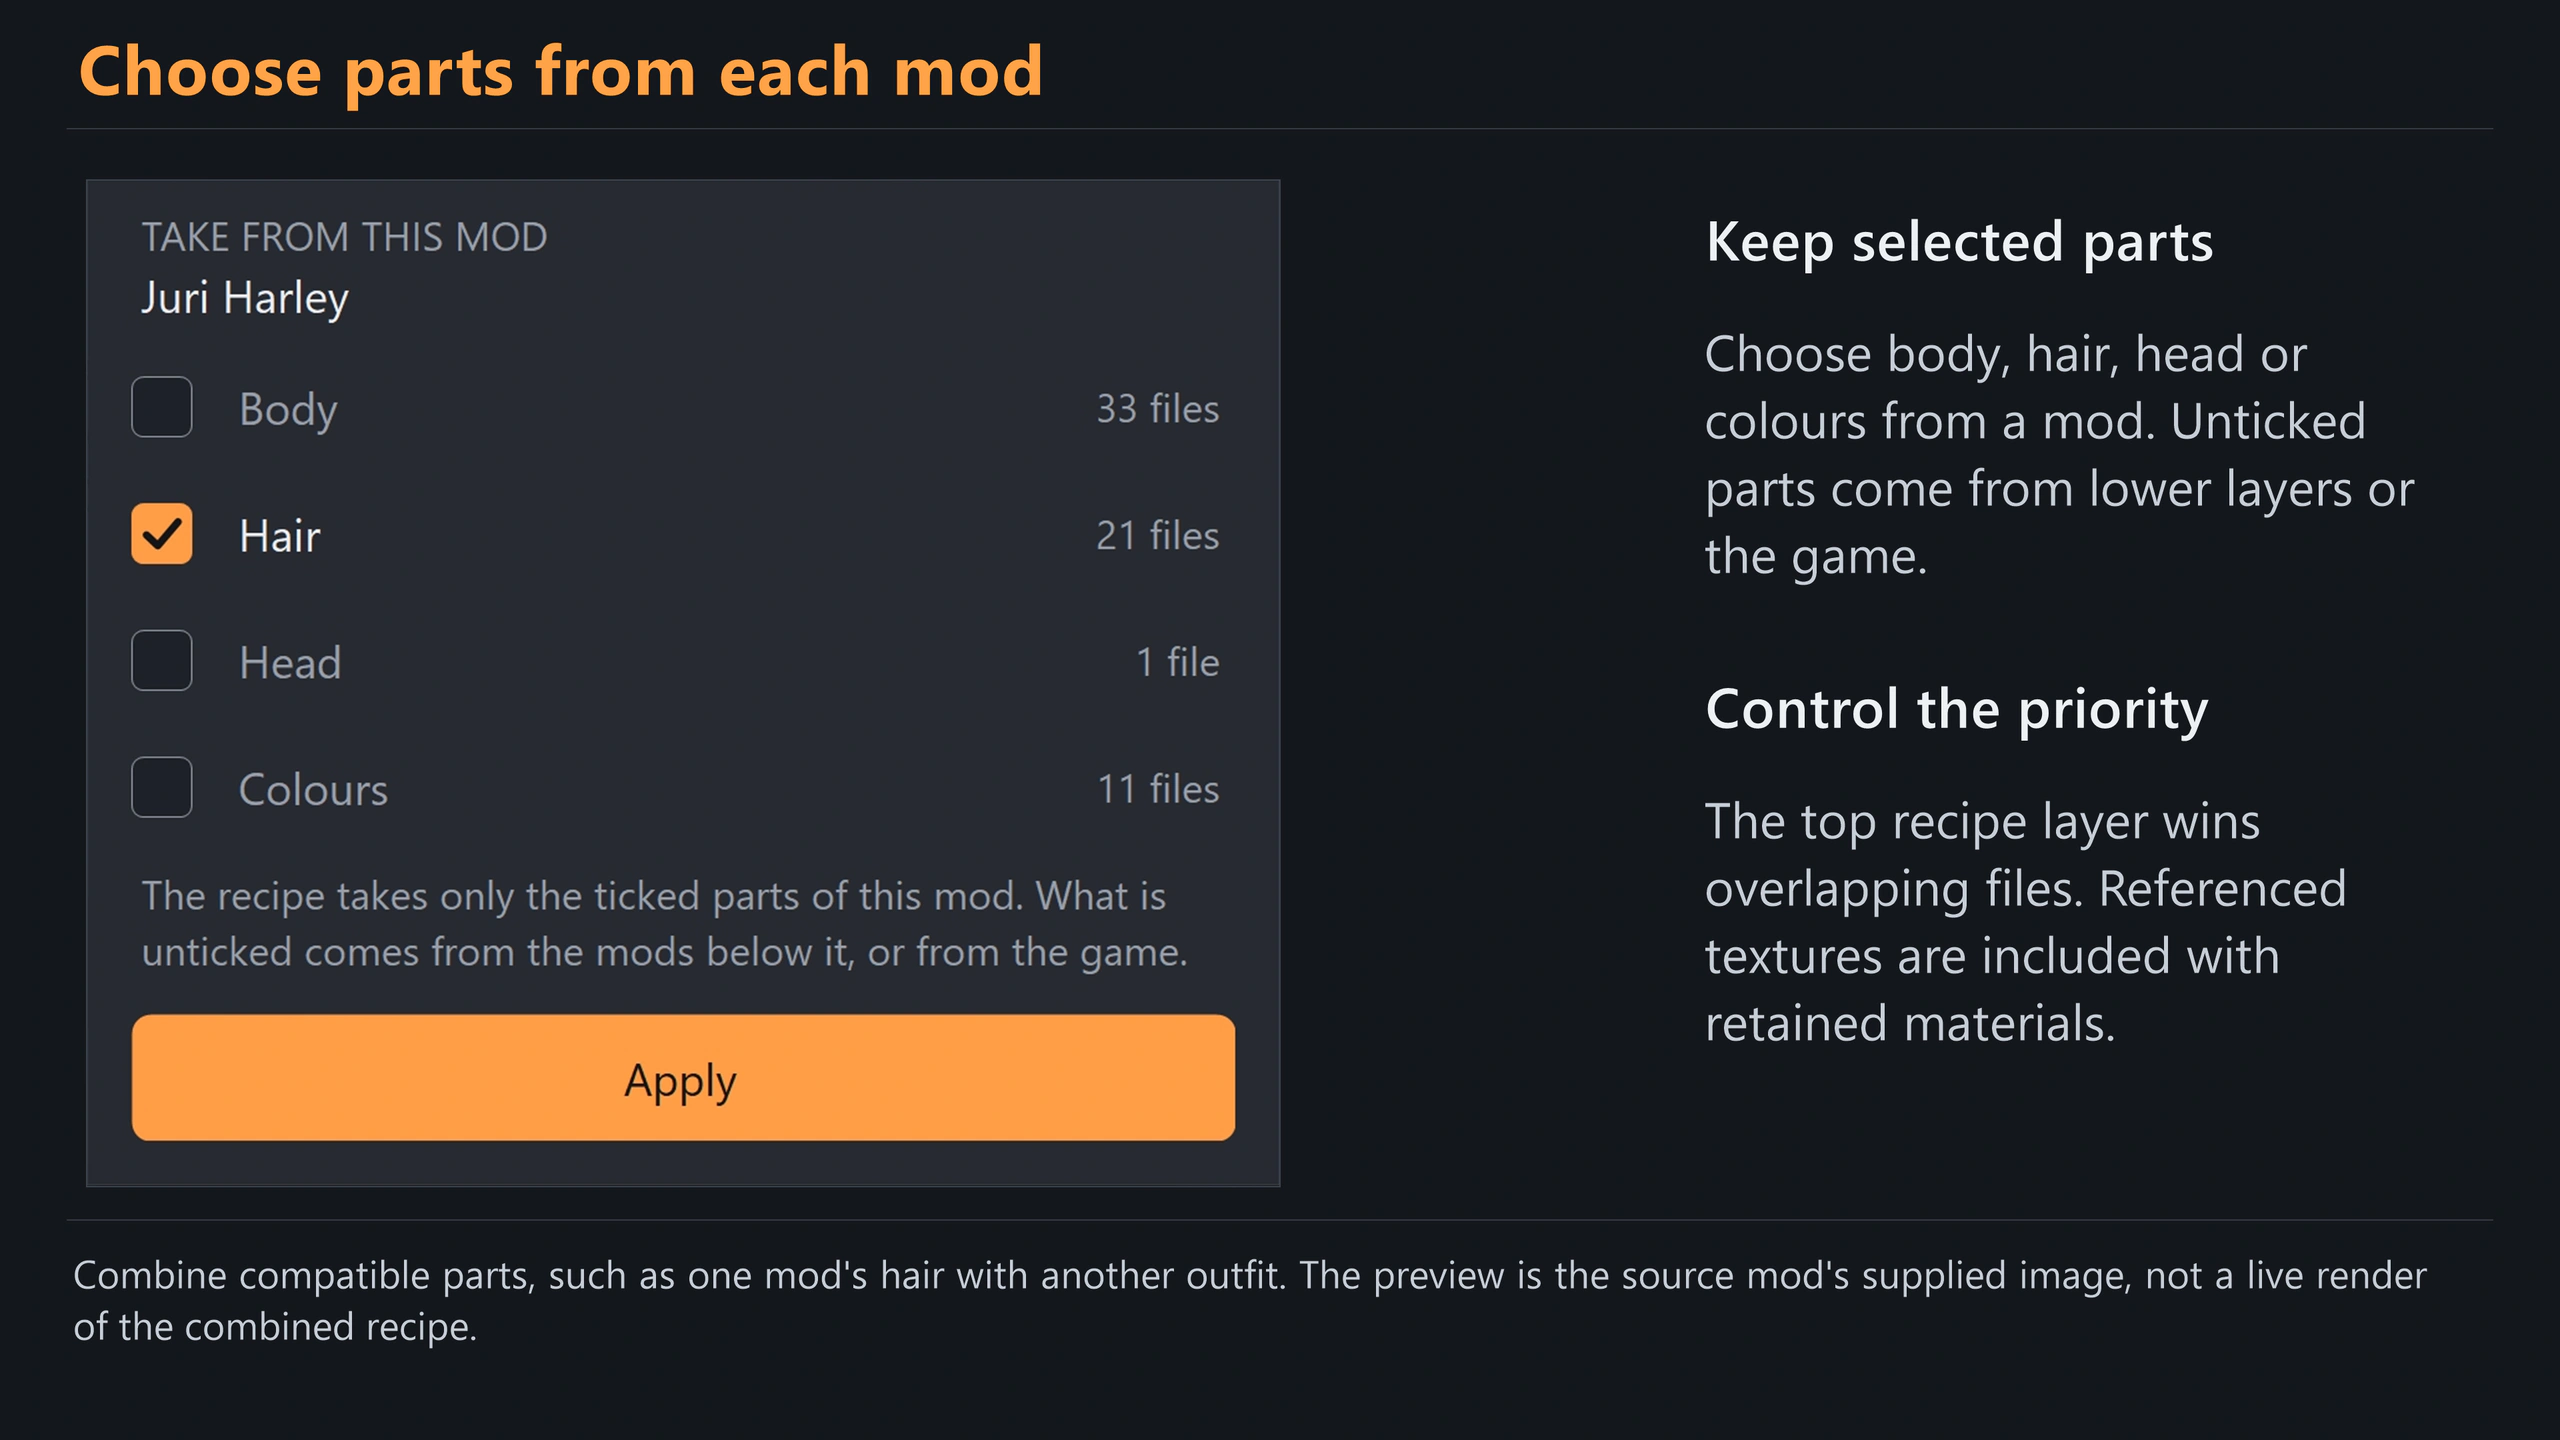 Choose parts from each mod
TAKE FROM THIS MOD
Juri Harley
Body 33 files
Hair 21 files
Head 1 file
Colours 11 files
The recipe takes only the ticked parts of this mod. What is
unticked comes from the mods below it, or from the game.
Apply
Keep selected parts
Choose body, hair, head or
colours from a mod. Unticked
parts come from lower layers or
the game.
Control the priority
The top recipe layer wins
overlapping files. Referenced
textures are included with
retained materials.
Combine compatible parts, such as one mod's hair with another outfit. The preview is the source mod's supplied image, not a live render
of the combined recipe.